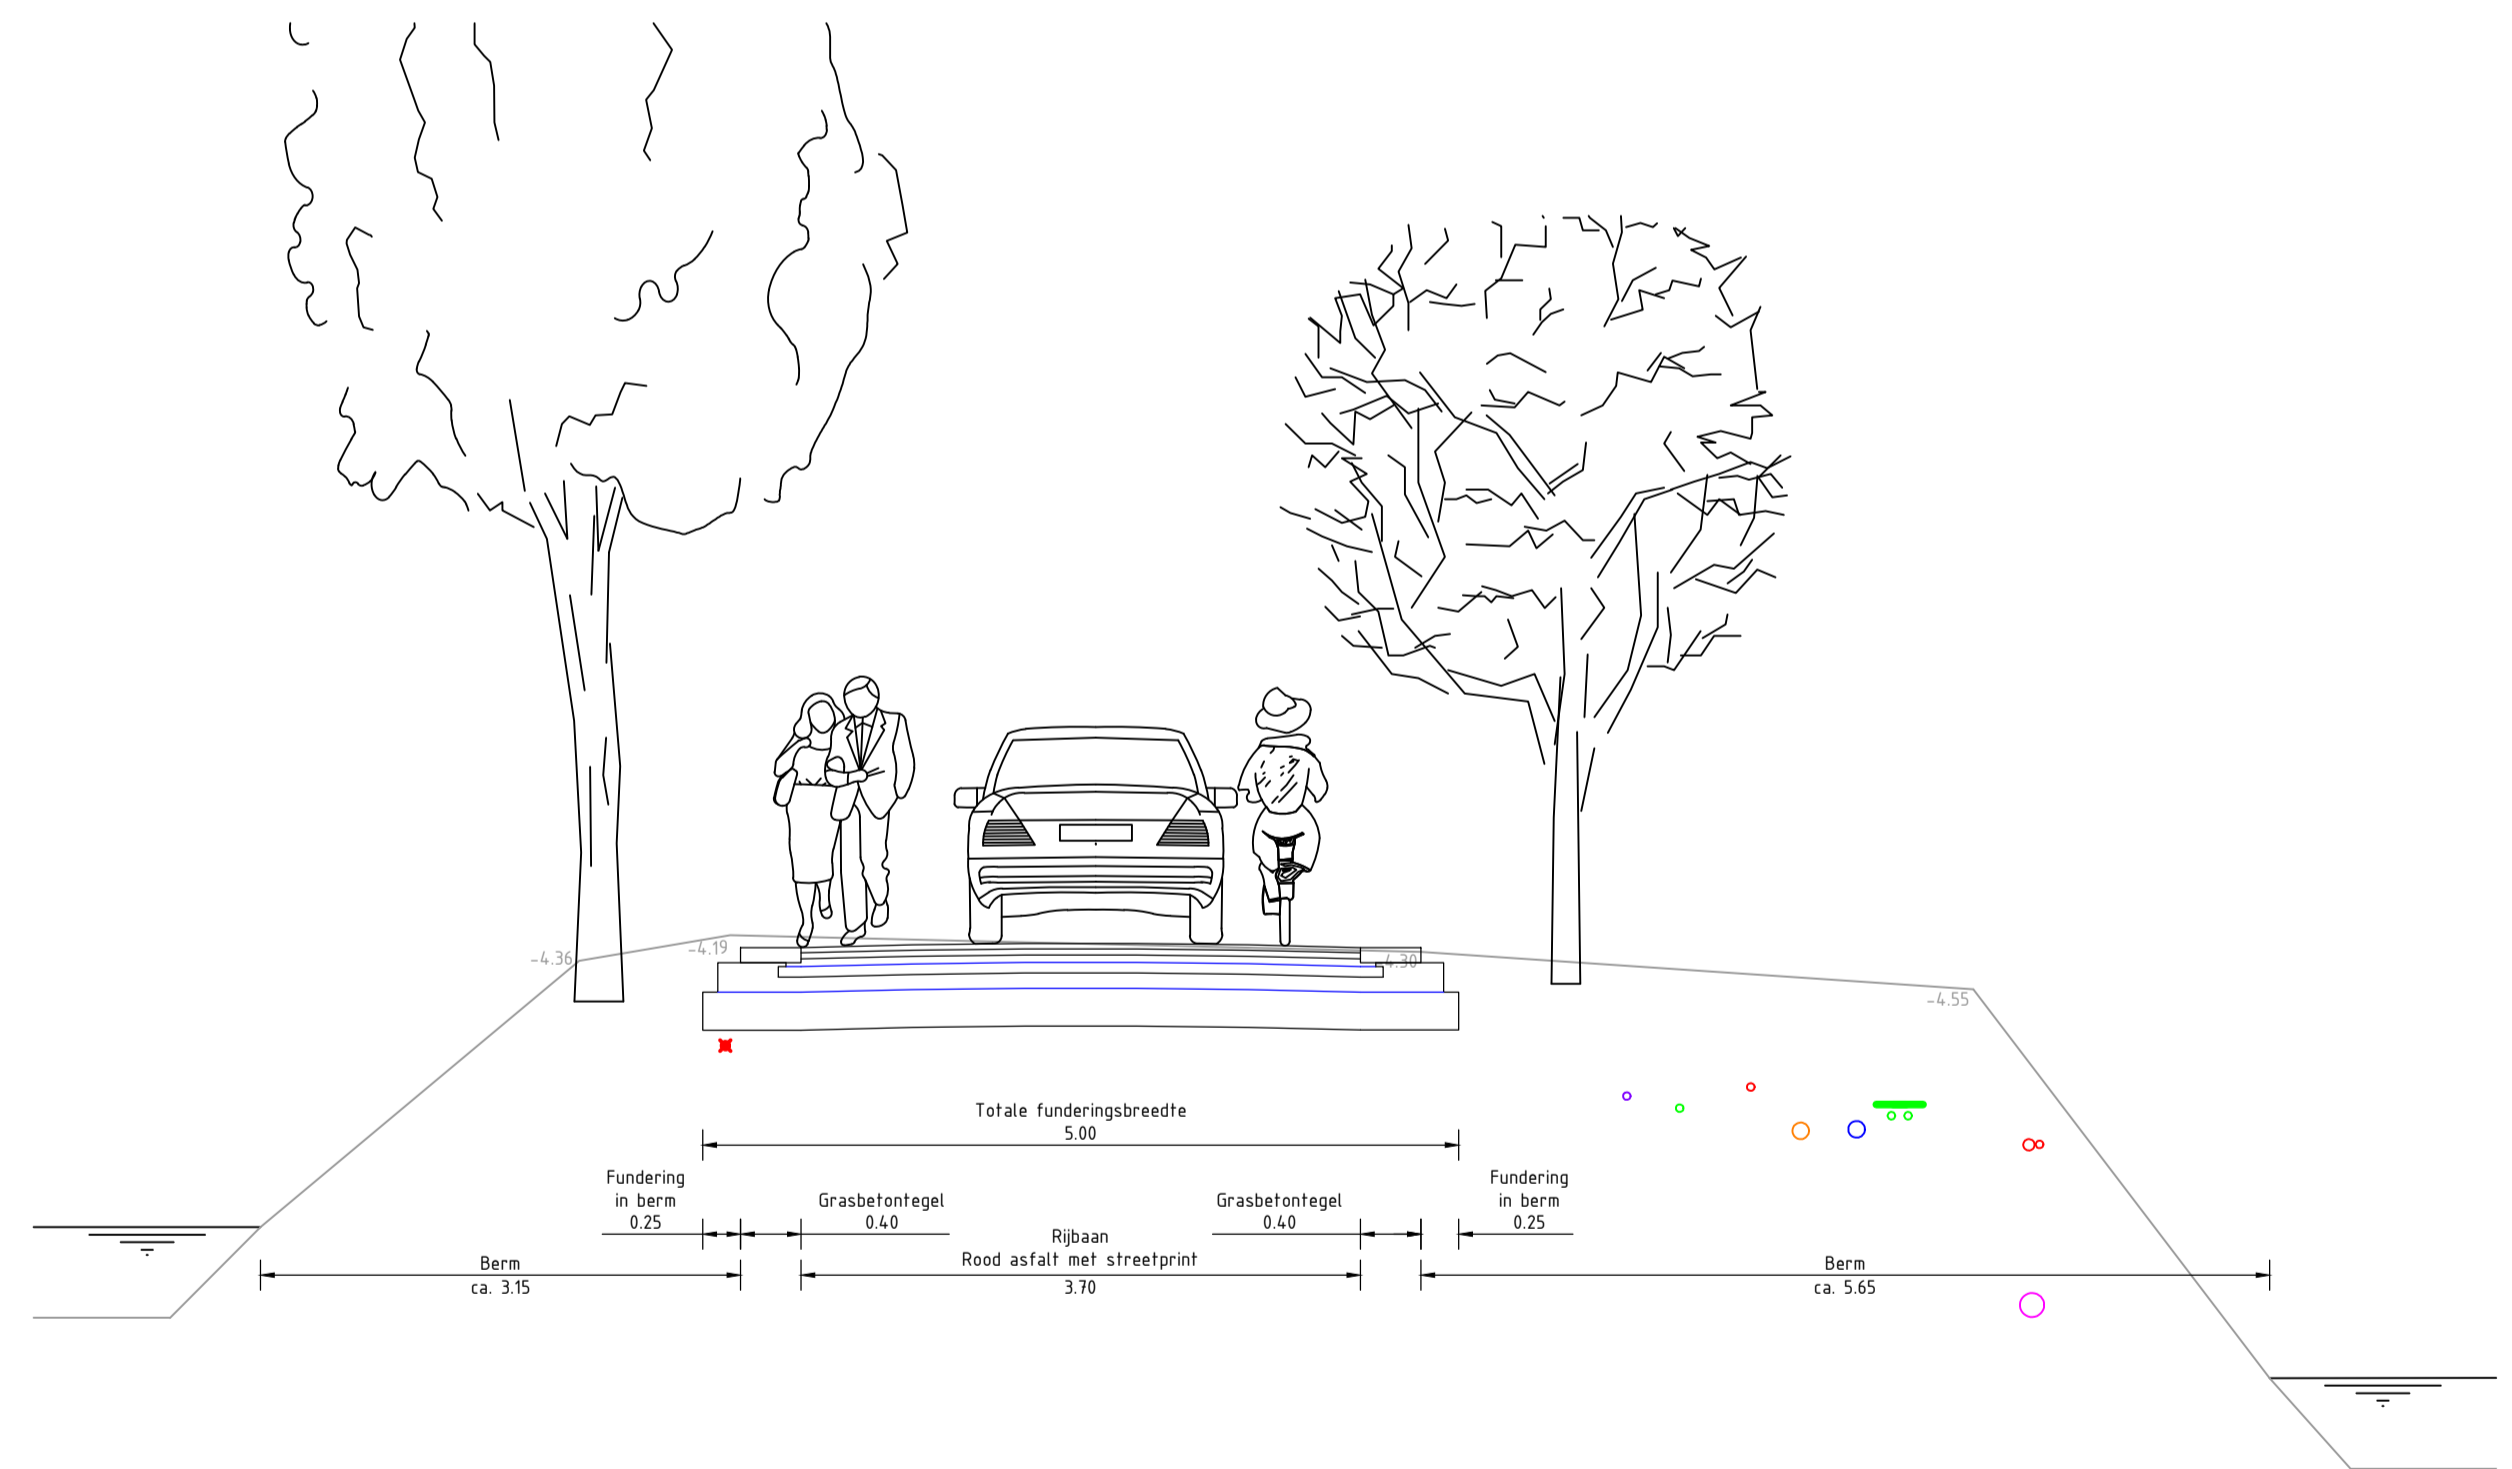 -4.36
-4.19
-4.30
-4.55
Totale funderingsbreedte
5.00
Fundering
in berm
0.25
Grasbetontegel
0.40
Grasbetontegel
0.40
Fundering
in berm
0.25
Rijbaan
Rood asfalt met streetprint
3.70
Berm
ca. 3.15
Berm
ca. 5.65